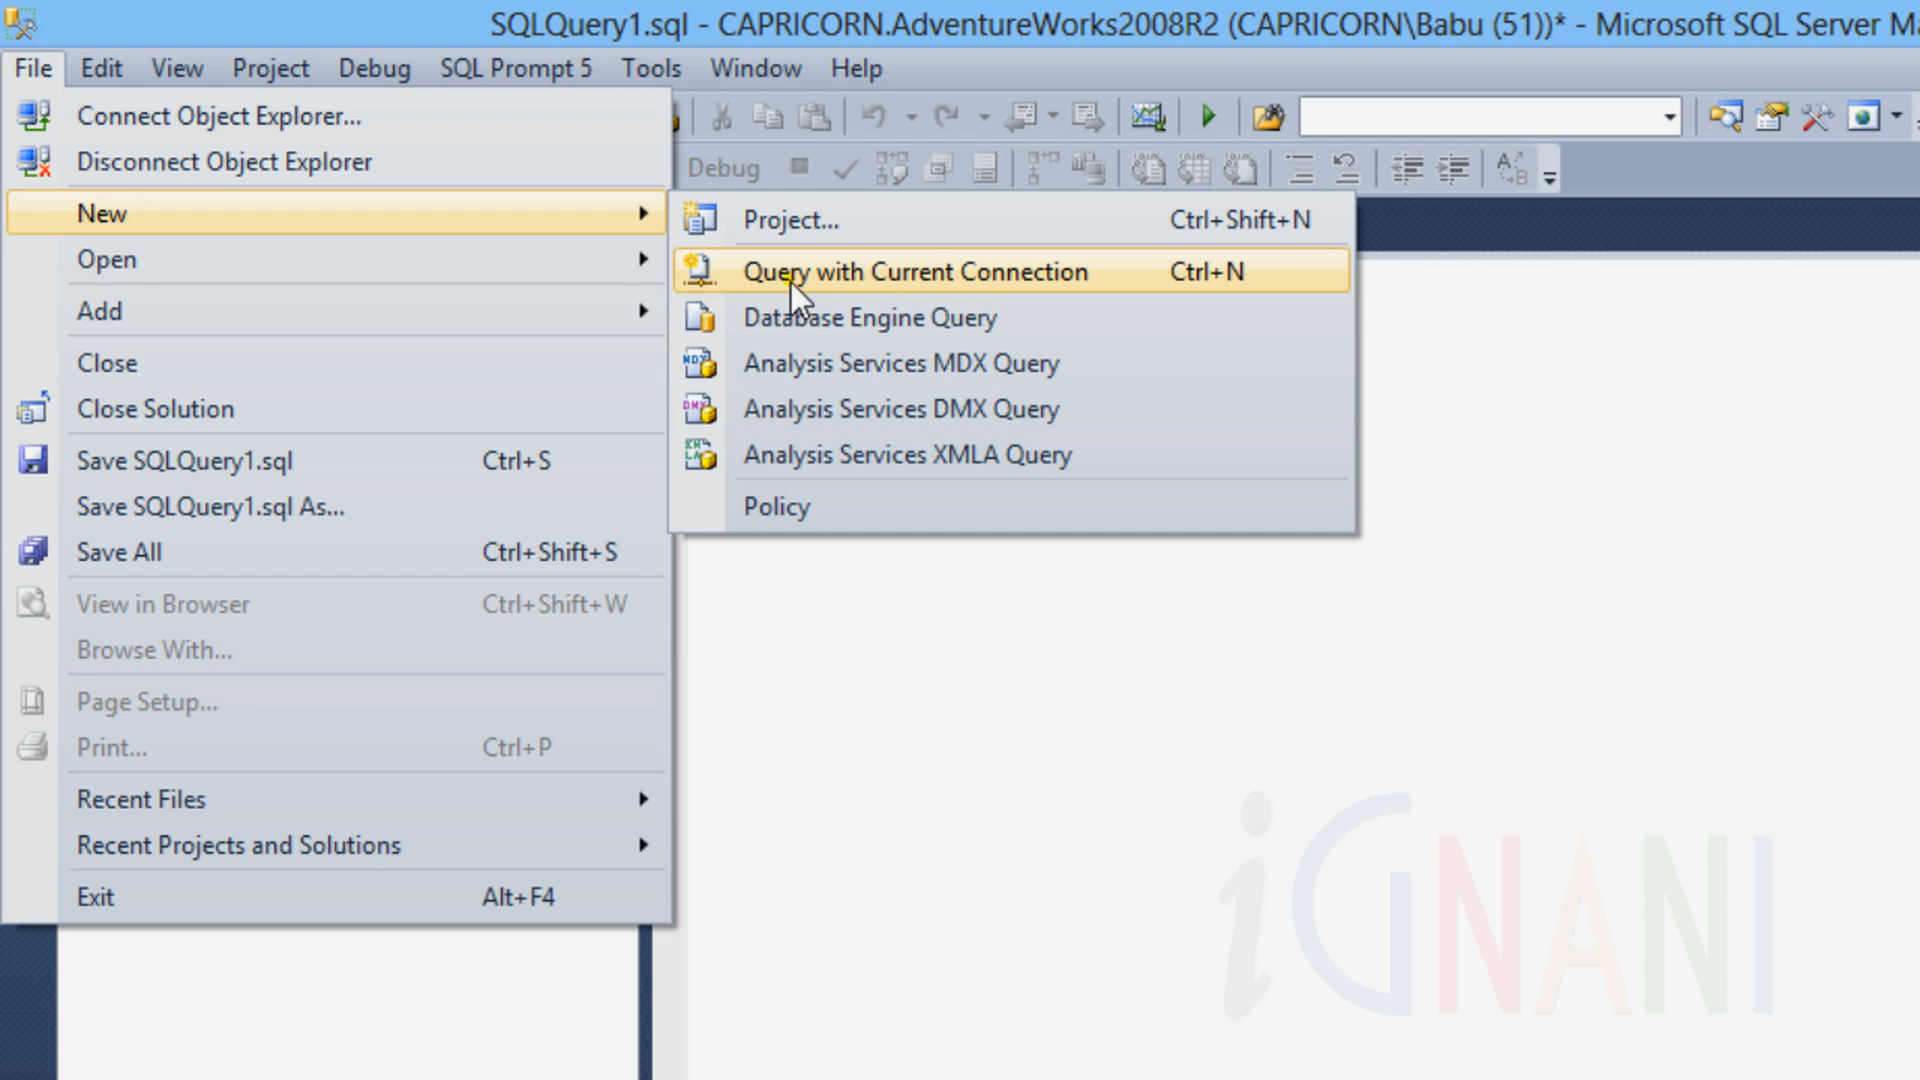 SQLQuery1.sql - CAPRICORN.AdventureWorks2008R2 (CAPRICORN\Babu (51))* - Microsoft SQL Server
File Edit View Project Debug SQL Prompt 5 Tools Window Help
Connect Object Explorer...
Disconnect Object Explorer
Debug
New
Project... Ctrl+Shift+N
Open
Query with Current Connection Ctrl+N
Add
Database Engine Query
Close
Analysis Services MDX Query
Close Solution
Analysis Services DMX Query
Save SQLQuery1.sql Ctrl+S
Analysis Services XMLA Query
Save SQLQuery1.sql As...
Policy
Save All Ctrl+Shift+S
View in Browser Ctrl+Shift+W
Browse With...
Page Setup...
Print... Ctrl+P
Recent Files
Recent Projects and Solutions
Exit Alt+F4
iGNANI